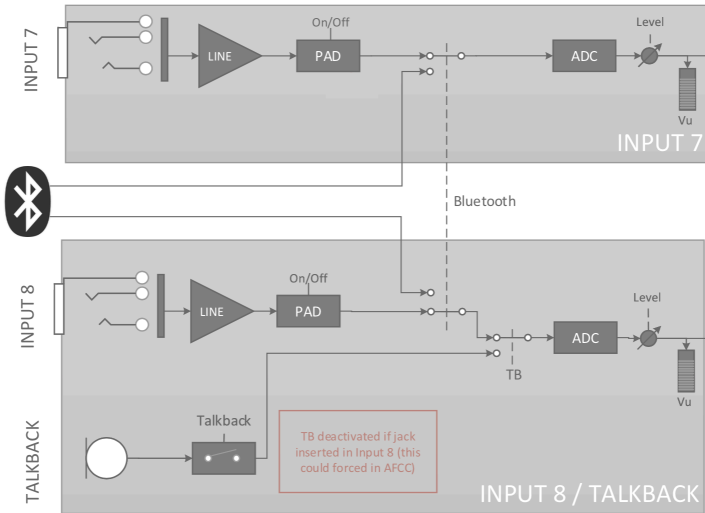 INPUT 7
On/Off
LINE
PAD
ADC
Level
Vu
INPUT 7
Bluetooth
INPUT 8
On/Off
LINE
PAD
TB
ADC
Level
Vu
TALKBACK
Talkback
TB deactivated if jack
inserted in Input 8 (this
could forced in AFCC)
INPUT 8 / TALKBACK